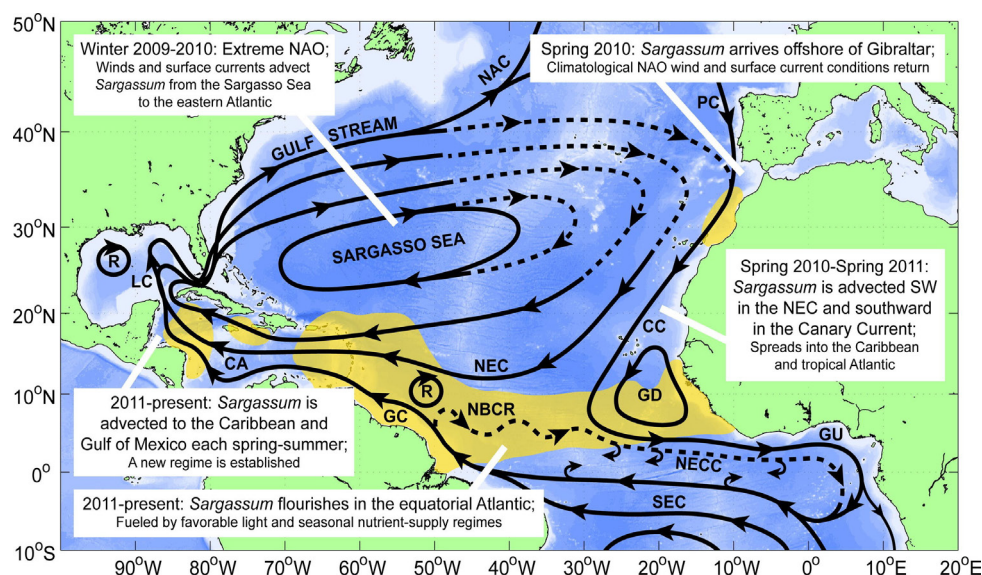 50°N
40°N
30°N
20°N
10°N
0°
10°S
90°W
80°W
70°W
60°W
50°W
40°W
30°W
20°W
10°W
0°
10°E
20°E
Winter 2009-2010: Extreme NAO;
Winds and surface currents advect
Sargassum from the Sargasso Sea
to the eastern Atlantic
Spring 2010: Sargassum arrives offshore of Gibraltar;
Climatological NAO wind and surface current conditions return
NAC
PC
GULF STREAM
SARGASSO SEA
R
LC
Spring 2010-Spring 2011:
Sargassum is advected SW
in the NEC and southward
in the Canary Current;
Spreads into the Caribbean
and tropical Atlantic
CC
CA
NEC
R
NBCR
GD
GC
GU
NECC
SEC
2011-present: Sargassum is
advected to the Caribbean and
Gulf of Mexico each spring-summer;
A new regime is established
2011-present: Sargassum flourishes in the equatorial Atlantic;
Fueled by favorable light and seasonal nutrient-supply regimes